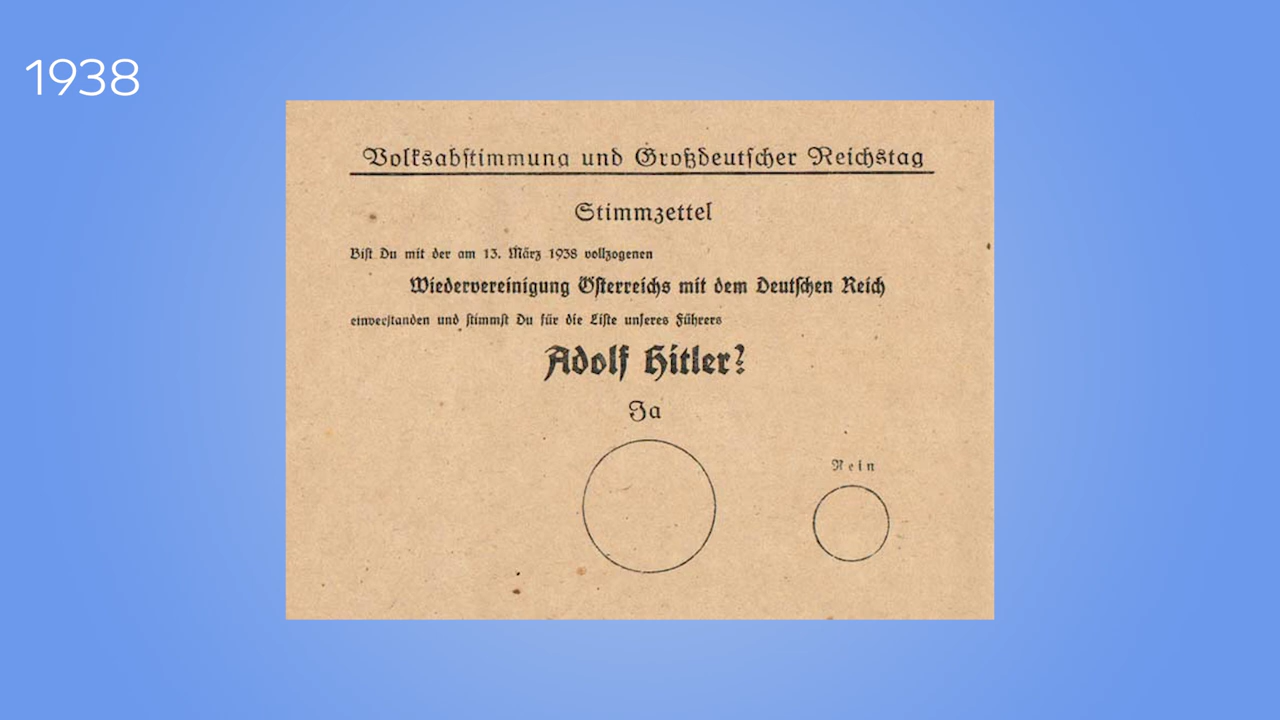 1938
Volksabstimmung und Großdeutscher Reichstag
Stimmzettel
Bist Du mit der am 13. März 1938 vollzogenen
Wiedervereinigung Österreichs mit dem Deutschen Reich
einverstanden und stimmst Du für die Liste unseres Führers
Adolf Hitler?
Ja
Nein